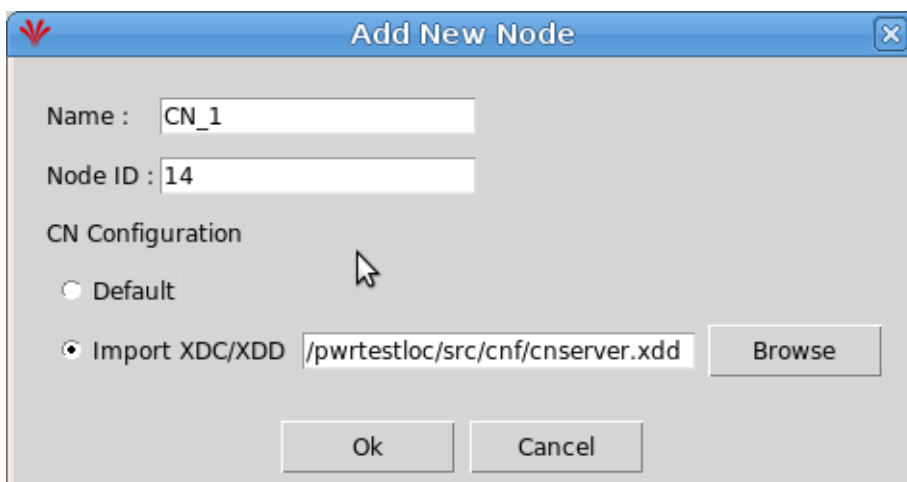 Add New Node
Name : CN_1
Node ID : 14
CN Configuration
Default
Import XDC/XDD /pwrtestloc/src/cnf/cnserver.xdd Browse
Ok Cancel